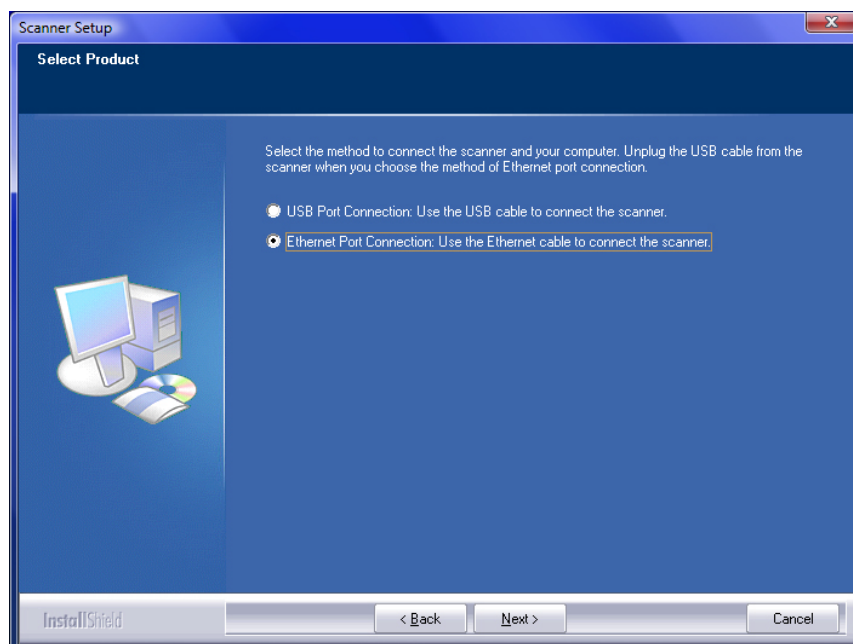 Scanner Setup
Select Product
Select the method to connect the scanner and your computer. Unplug the USB cable from the
scanner when you choose the method of Ethernet port connection.
USB Port Connection: Use the USB cable to connect the scanner.
Ethernet Port Connection: Use the Ethernet cable to connect the scanner.
InstallShield
< Back
Next >
Cancel